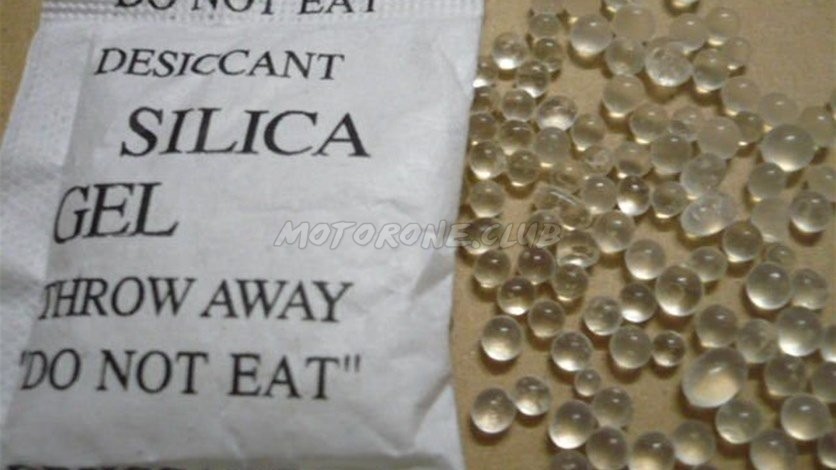 DO NOT EAT
DESICCANT
SILICA
GEL
MOTORONE.CLUB
THROW AWAY
"DO NOT EAT"